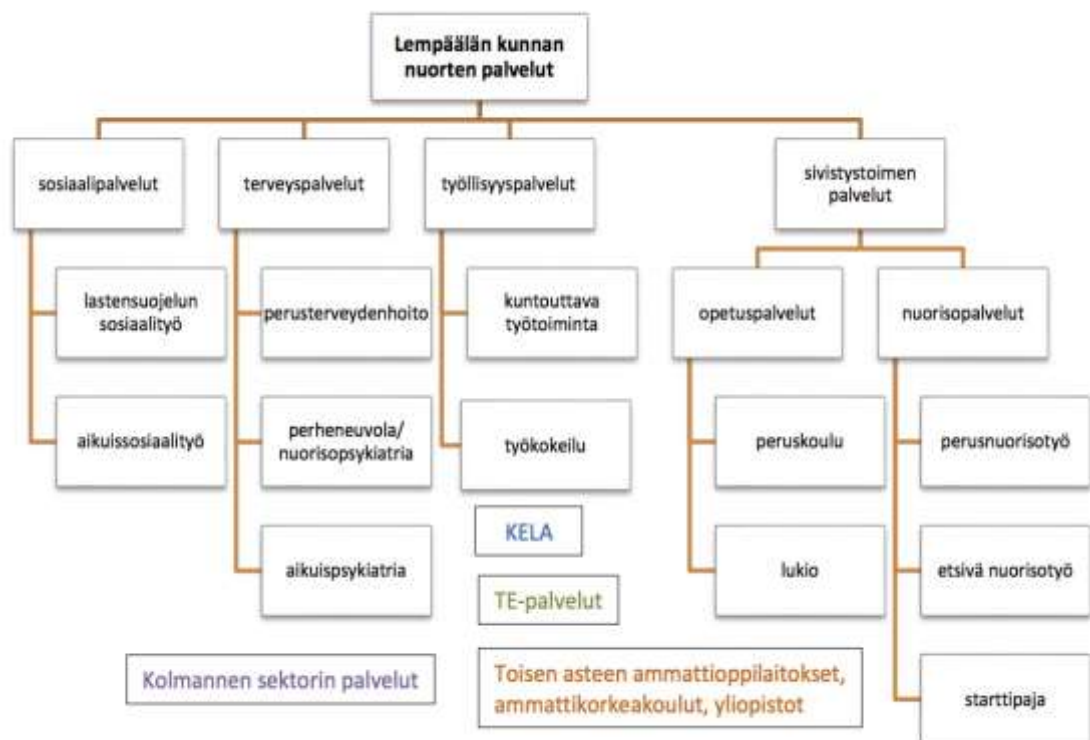 Lempäälän kunnan
nuorten palvelut
sosiaalipalvelut
terveyspalvelut
työllisyyspalvelut
sivistystoimen
palvelut
lastensuojelun
sosiaalityö
perusterveydenhoito
kuntouttava
työtoiminta
opetuspalvelut
nuorisopalvelut
aikuissosiaalityö
perheneuvola/
nuorisopsykiatria
työkokeilu
peruskoulu
perusnuorisotyö
KELA
aikuispsykiatria
lukio
etsivä nuorisotyö
TE-palvelut
Kolmannen sektorin palvelut
Toisen asteen ammattioppilaitokset,
ammattikorkeakoulut, yliopistot
starttipaja